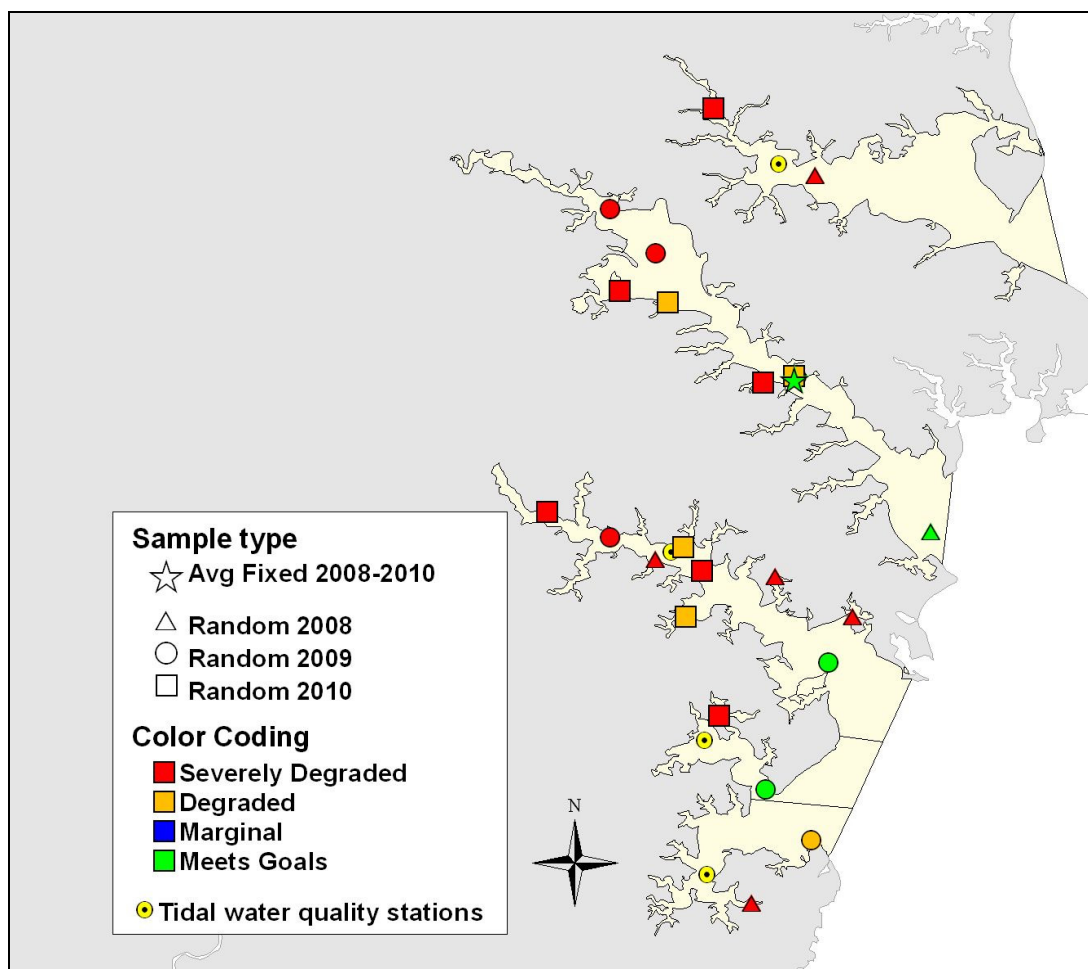 Sample type
Avg Fixed 2008-2010
Random 2008
Random 2009
Random 2010
Color Coding
Severely Degraded
Degraded
Marginal
Meets Goals
Tidal water quality stations
N